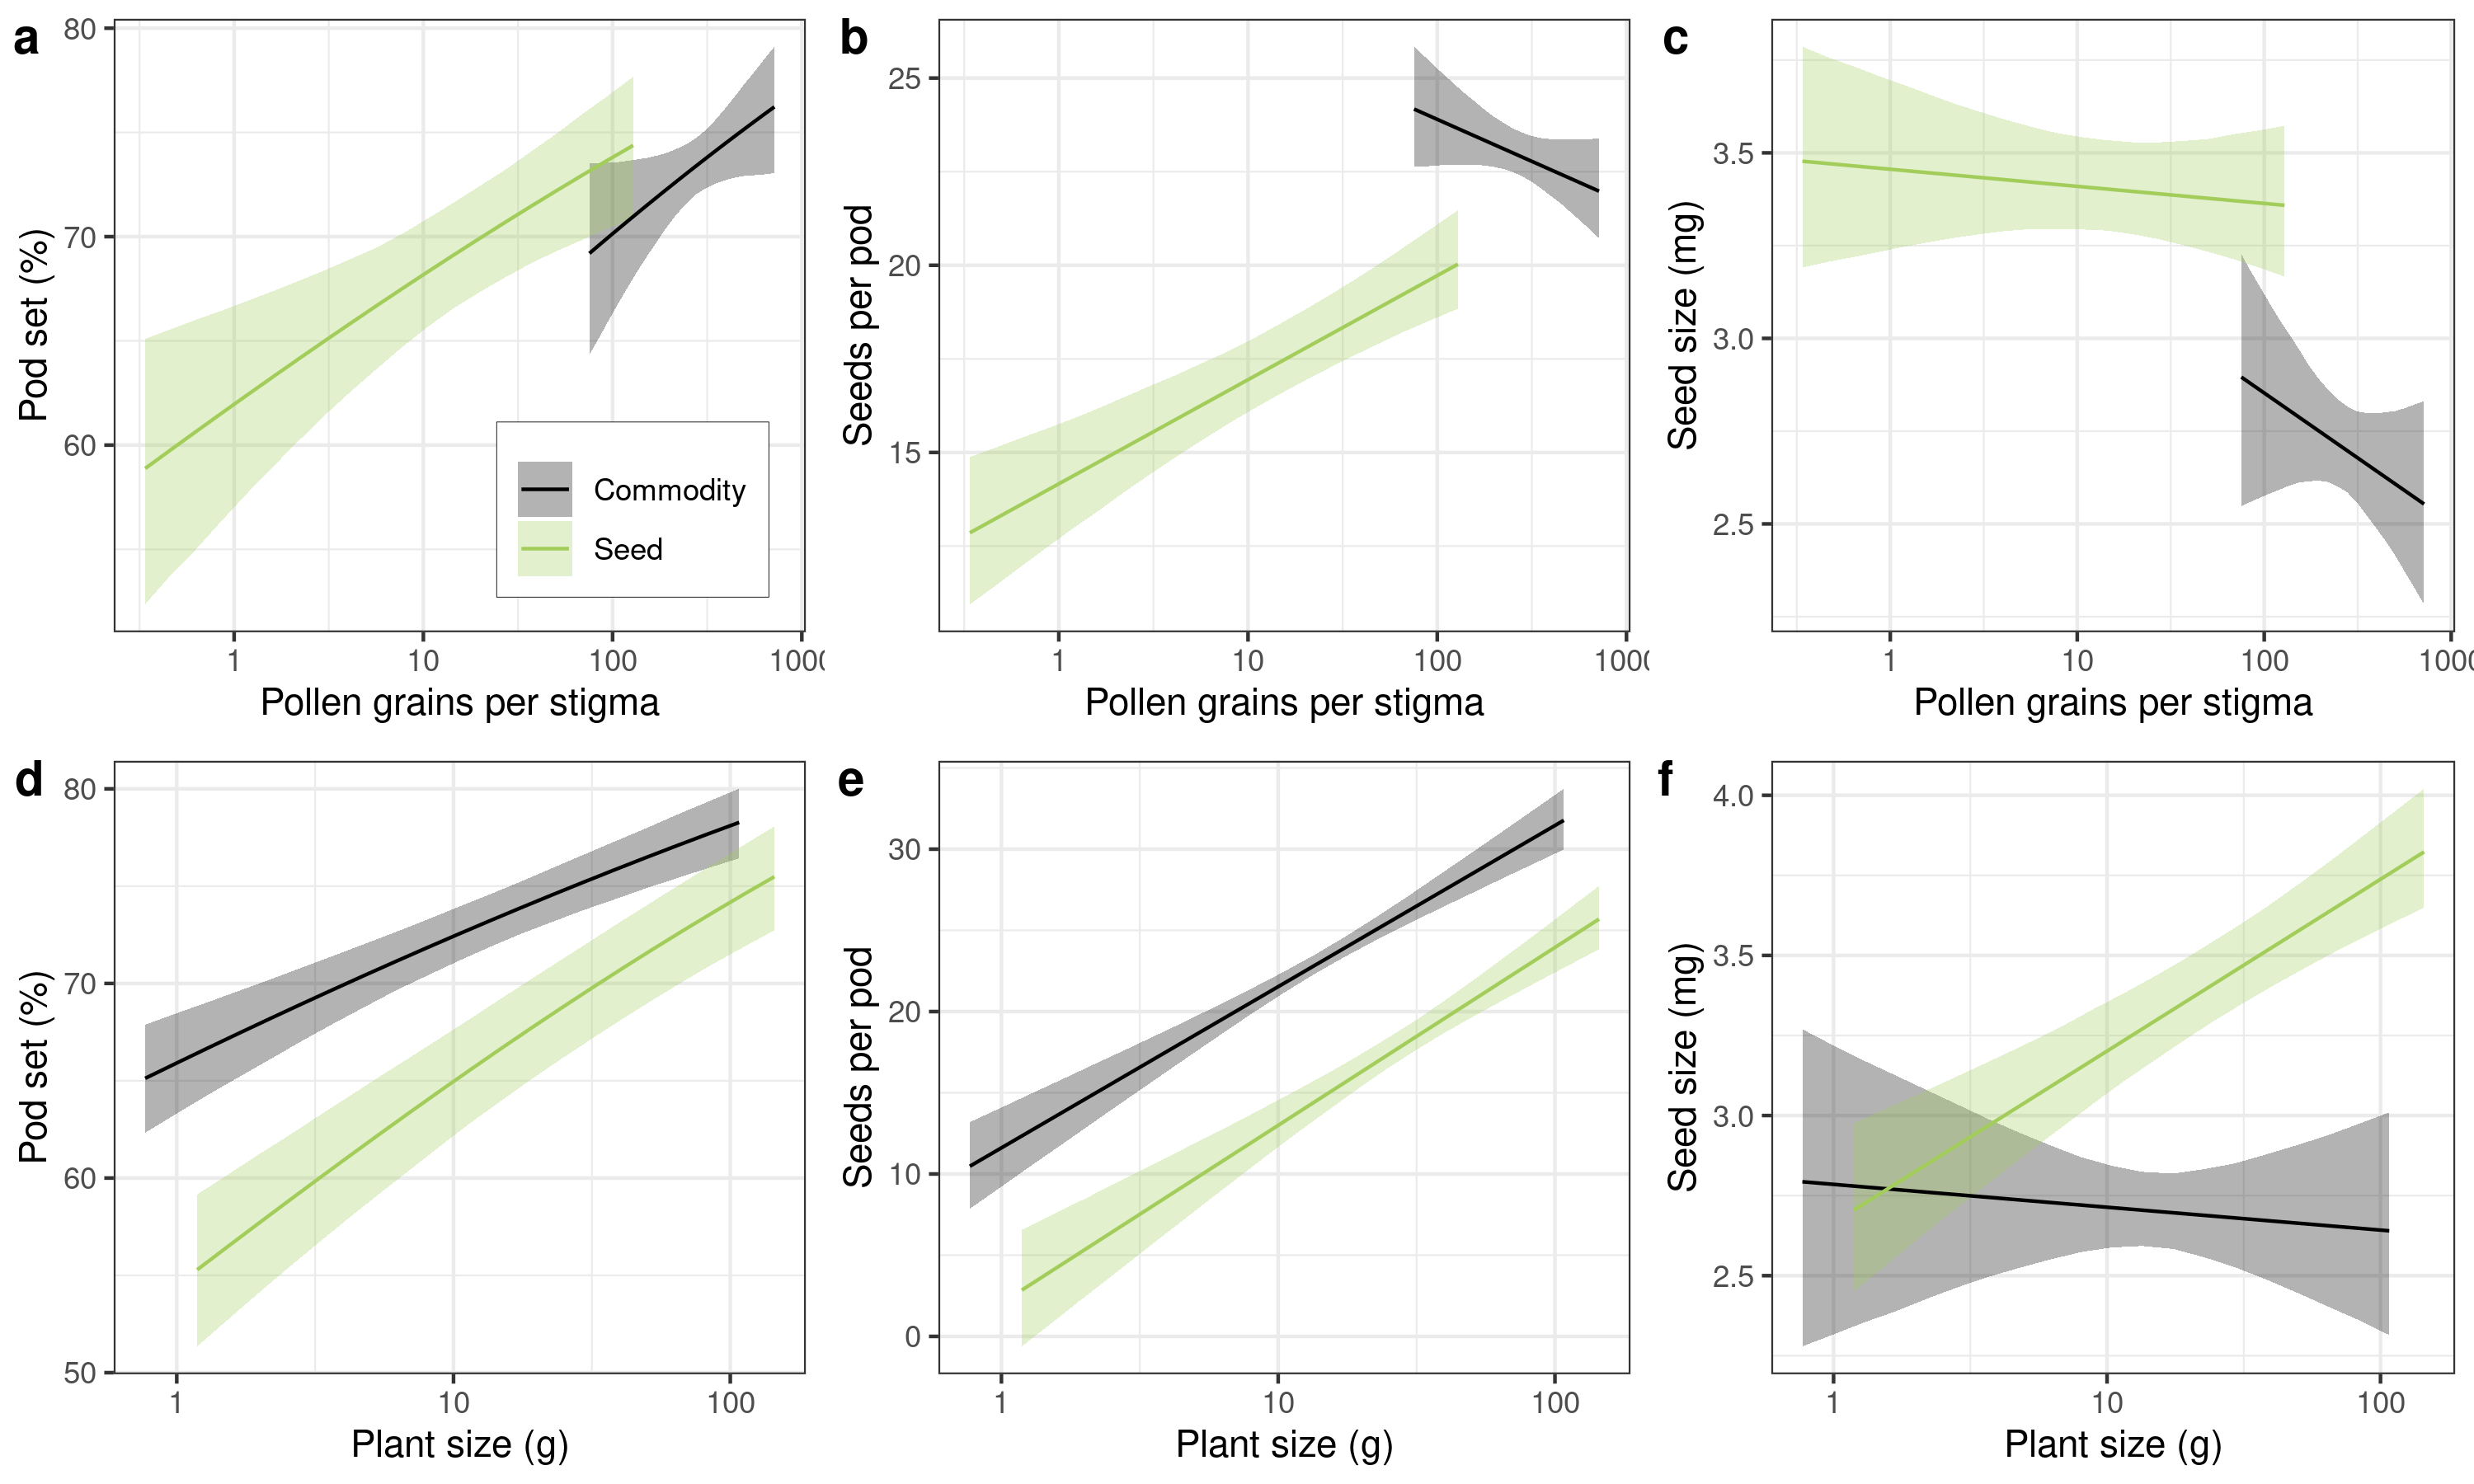 a
80
70
60
Pod set (%)
Commodity
Seed
1 10 100 100
Pollen grains per stigma
b
25
20
15
Seeds per pod
1 10 100 100
Pollen grains per stigma
c
3.5
3.0
2.5
Seed size (mg)
1 10 100 100
Pollen grains per stigma
d
80
70
60
50
Pod set (%)
1 10 100
Plant size (g)
e
30
20
10
0
Seeds per pod
1 10 100
Plant size (g)
f
4.0
3.5
3.0
2.5
Seed size (mg)
1 10 100
Plant size (g)